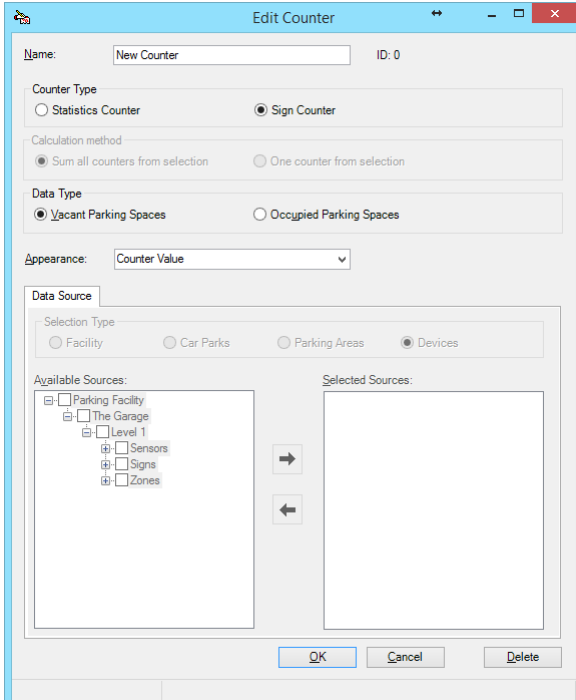 Edit Counter
Name: New Counter ID: 0
Counter Type
Statistics Counter Sign Counter
Calculation method
Sum all counters from selection One counter from selection
Data Type
Vacant Parking Spaces Occupied Parking Spaces
Appearance: Counter Value
Data Source
Selection Type
Facility Car Parks Parking Areas Devices
Available Sources: Selected Sources:
Parking Facility
The Garage
Level 1
Sensors
Signs
Zones
OK Cancel Delete